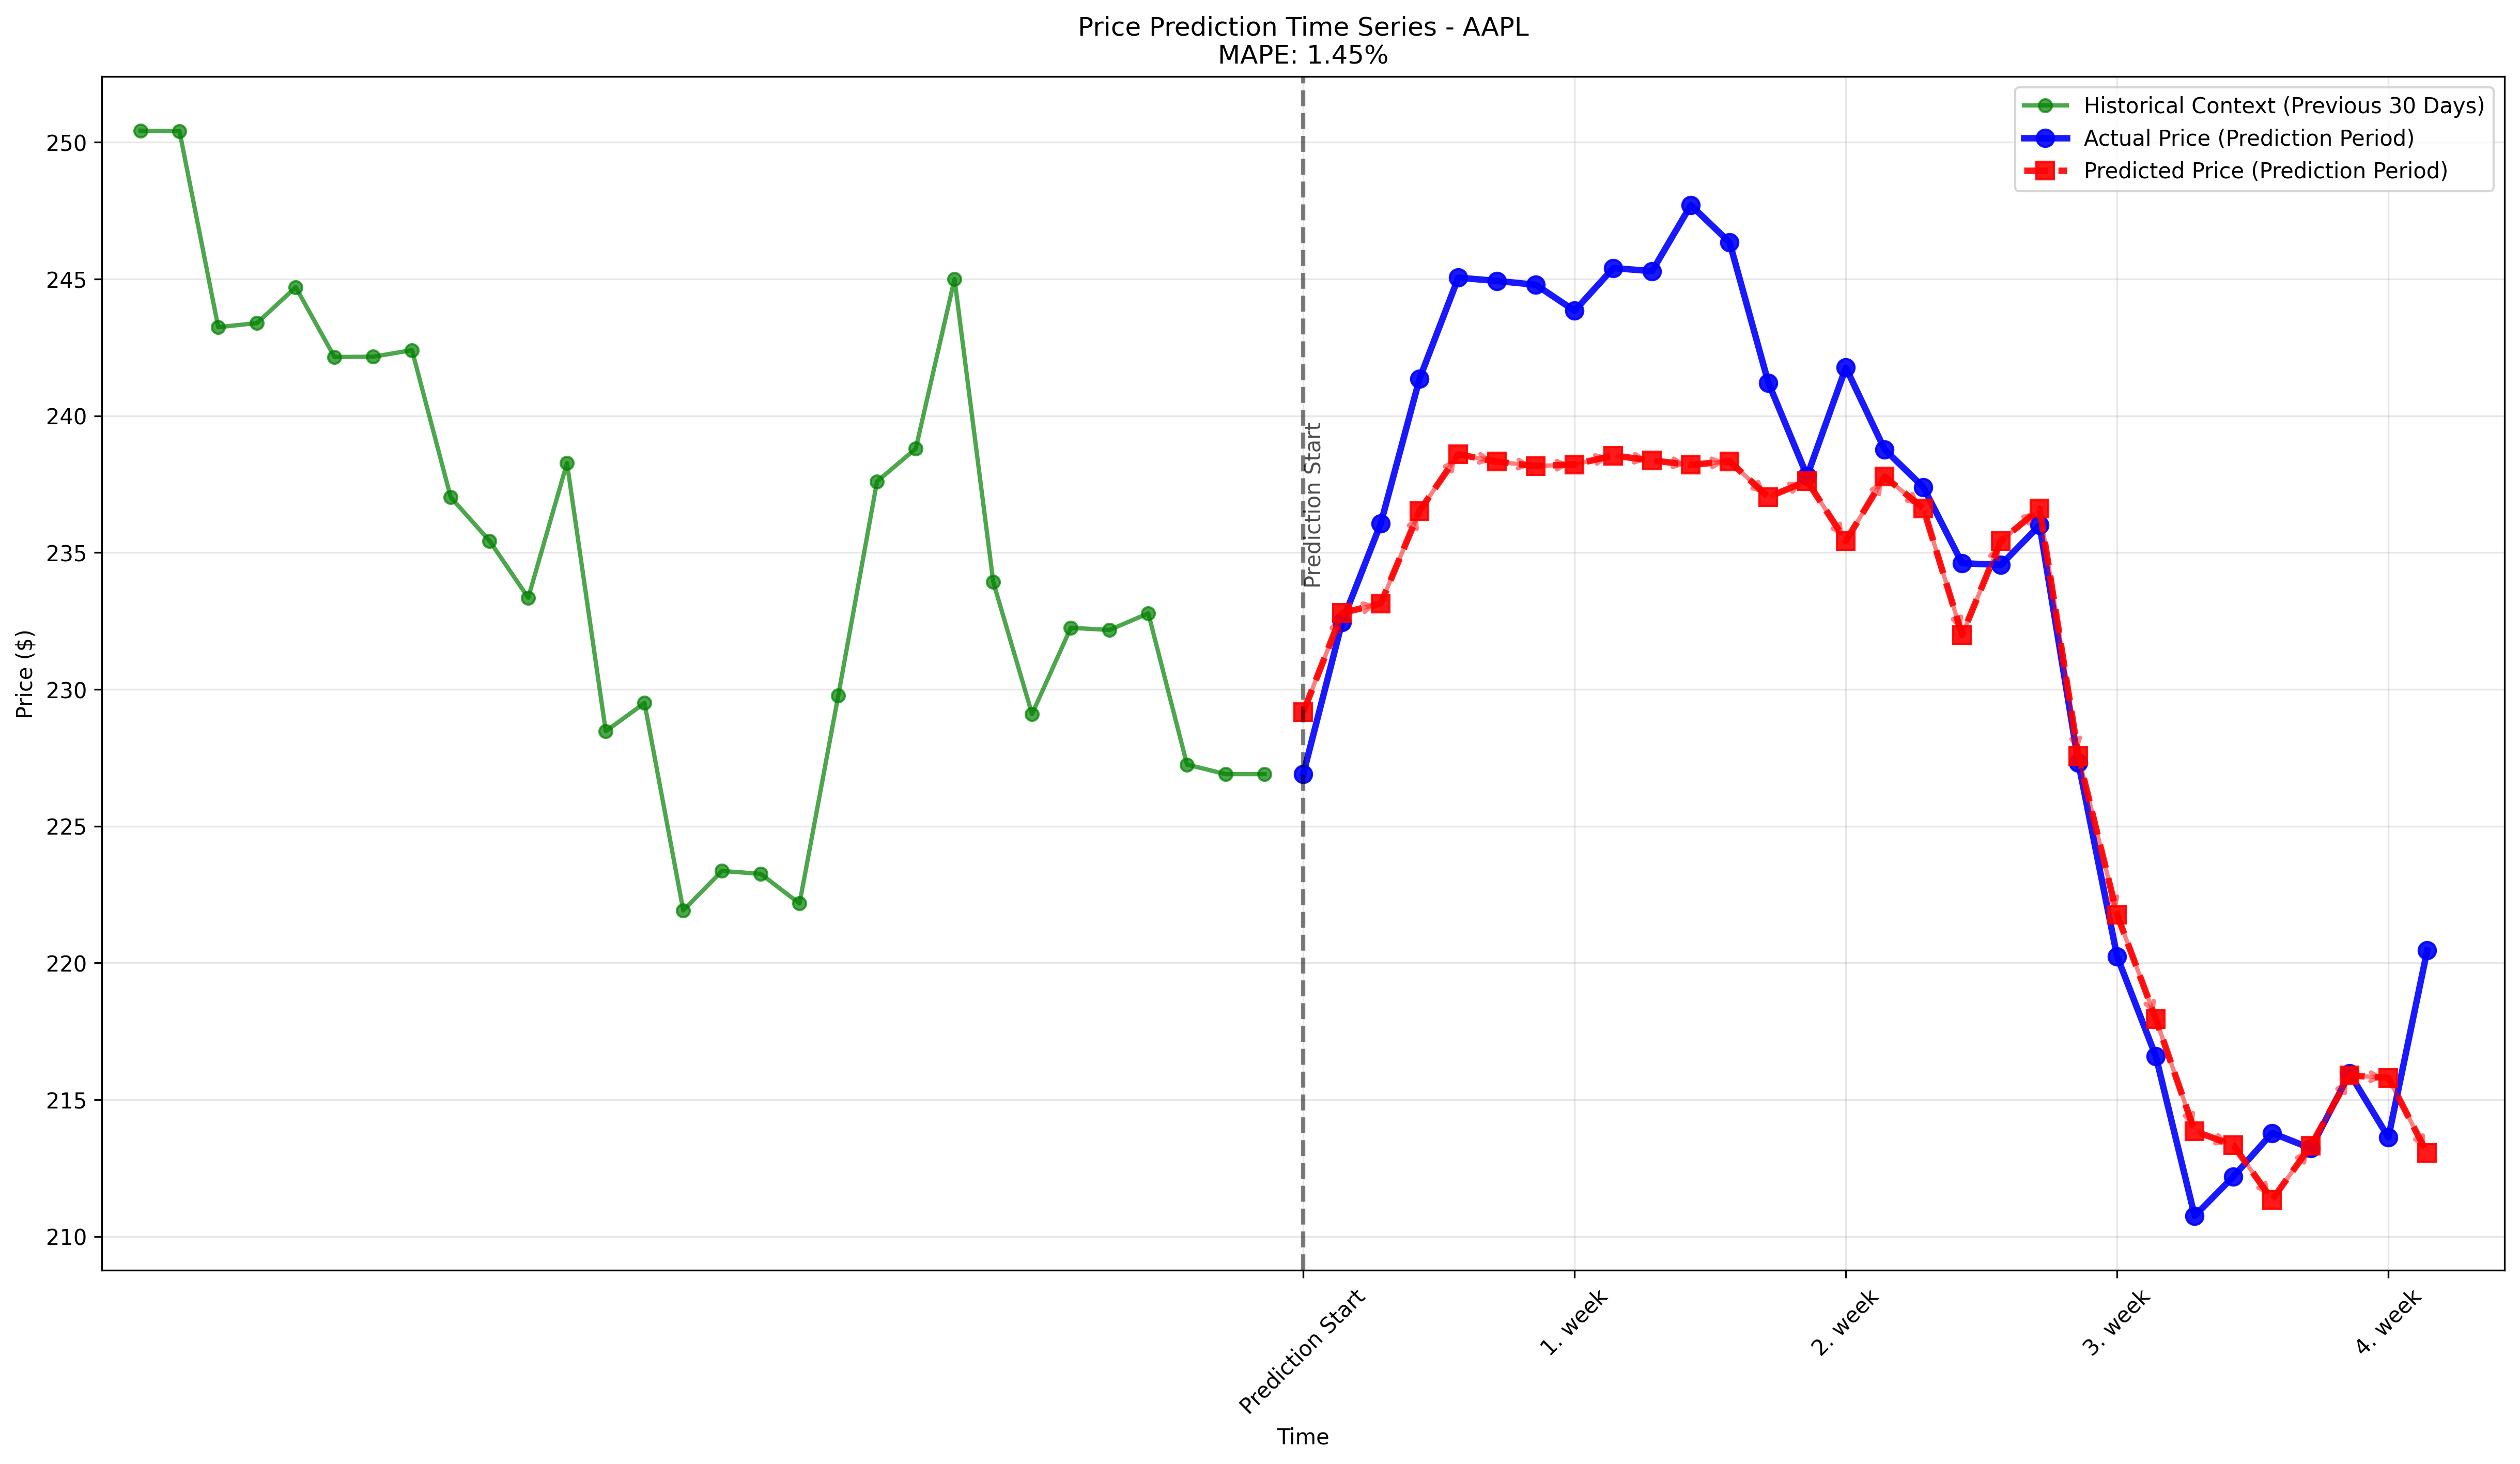 Price Prediction Time Series - AAPL
MAPE: 1.45%
Historical Context (Previous 30 Days)
Actual Price (Prediction Period)
Predicted Price (Prediction Period)
Price ($)
250
245
240
235
230
225
220
215
210
Prediction Start
Prediction Start
1. week
2. week
3. week
4. week
Time